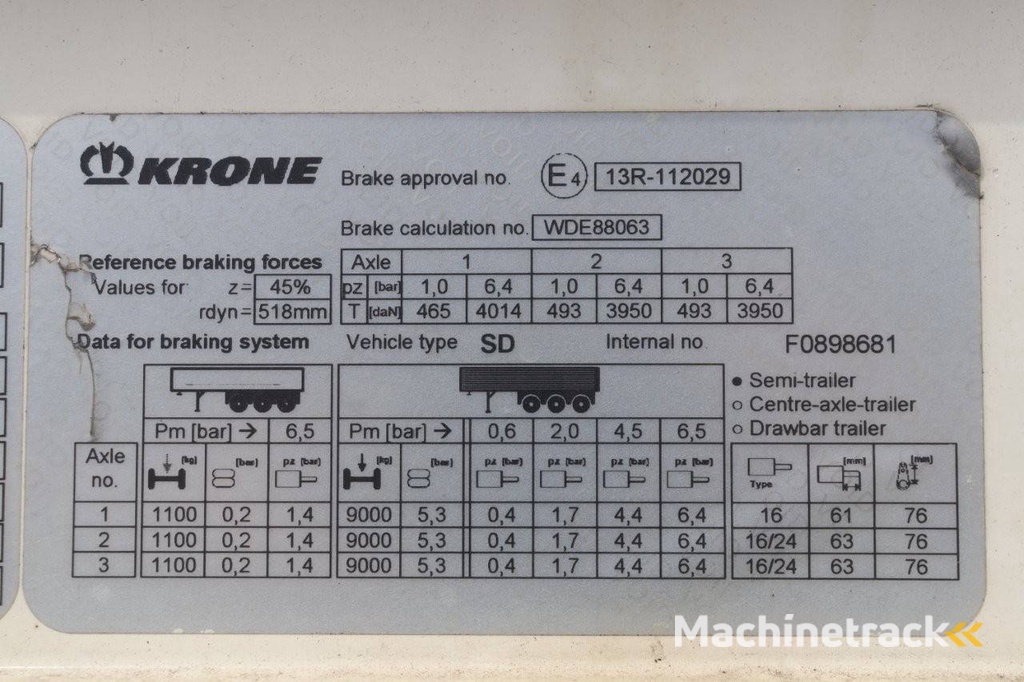 KRONE
Brake approval no. E4 13R-112029
Brake calculation no. WDE88063
Reference braking forces
Values for z= 45%
rdyn= 518mm
Axle 1 2 3
pz [bar] 1,0 6,4 1,0 6,4 1,0 6,4
T [daN] 465 4014 493 3950 493 3950
Data for braking system Vehicle type SD Internal no. F0898681
● Semi-trailer
○ Centre-axle-trailer
○ Drawbar trailer
Pm [bar] → 6,5 Pm [bar] → 0,6 2,0 4,5 6,5
Axle no. [kg] [bar] pz [bar] [kg] [bar] pz [bar] pz [bar] pz [bar] pz [bar] Type [mm] [mm]
1 1100 0,2 1,4 9000 5,3 0,4 1,7 4,4 6,4 16 61 76
2 1100 0,2 1,4 9000 5,3 0,4 1,7 4,4 6,4 16/24 63 76
3 1100 0,2 1,4 9000 5,3 0,4 1,7 4,4 6,4 16/24 63 76
Machinetrack